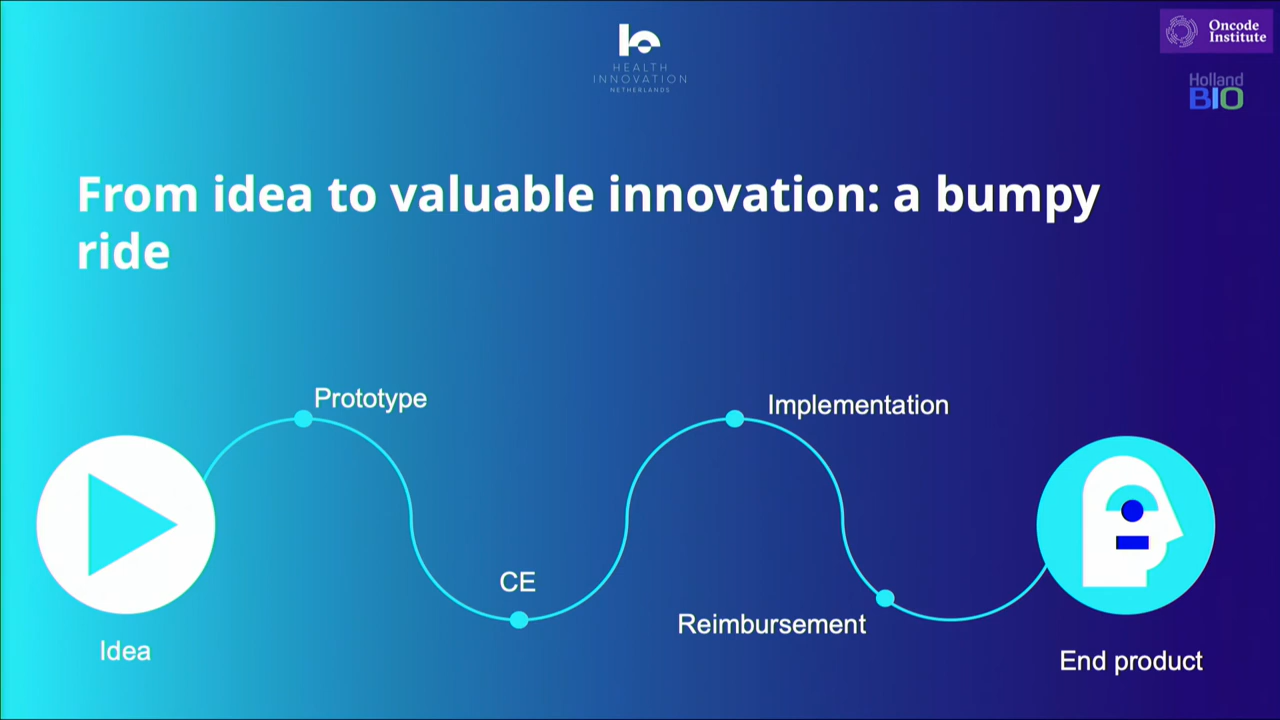 HEALTH
INNOVATION
NETHERLANDS
Oncode
Institute
Holland
BIO
From idea to valuable innovation: a bumpy
ride
Prototype
Implementation
CE
Reimbursement
Idea
End product